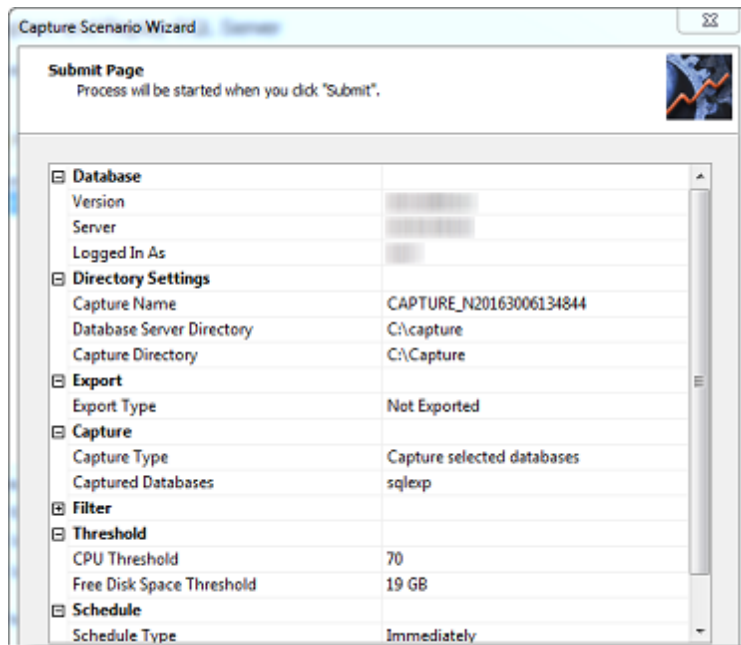 Capture Scenario Wizard
Submit Page
Process will be started when you click "Submit".
Database
Version
Server
Logged In As
Directory Settings
Capture Name CAPTURE_N20163006134844
Database Server Directory C:\capture
Capture Directory C:\Capture
Export
Export Type Not Exported
Capture
Capture Type Capture selected databases
Captured Databases sqlexp
Filter
Threshold
CPU Threshold 70
Free Disk Space Threshold 19 GB
Schedule
Schedule Type Immediately